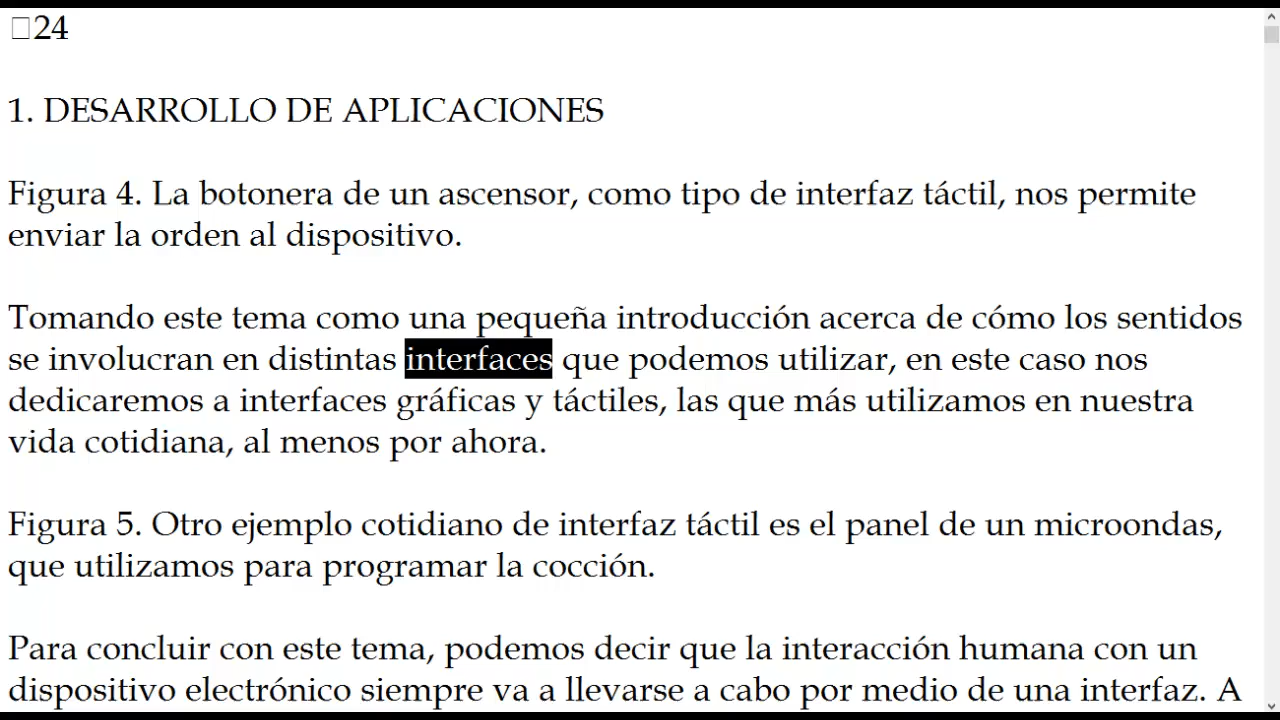 24
1. DESARROLLO DE APLICACIONES
Figura 4. La botonera de un ascensor, como tipo de interfaz táctil, nos permite
enviar la orden al dispositivo.
Tomando este tema como una pequeña introducción acerca de cómo los sentidos
se involucran en distintas interfaces que podemos utilizar, en este caso nos
dedicaremos a interfaces gráficas y táctiles, las que más utilizamos en nuestra
vida cotidiana, al menos por ahora.
Figura 5. Otro ejemplo cotidiano de interfaz táctil es el panel de un microondas,
que utilizamos para programar la cocción.
Para concluir con este tema, podemos decir que la interacción humana con un
dispositivo electrónico siempre va a llevarse a cabo por medio de una interfaz. A